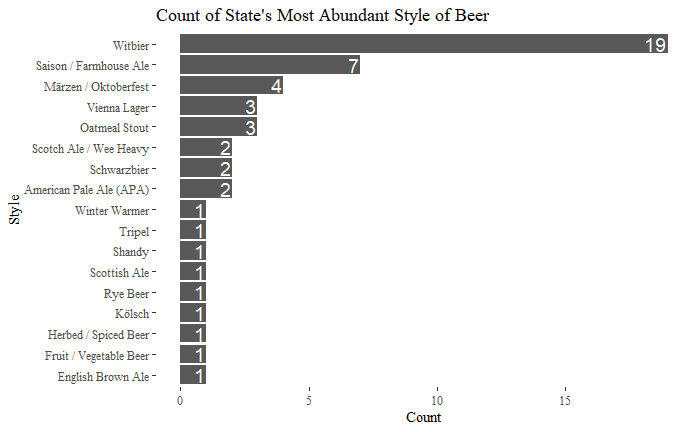 Count of State's Most Abundant Style of Beer
Style
Witbier 19
Saison / Farmhouse Ale 7
Märzen / Oktoberfest 4
Vienna Lager 3
Oatmeal Stout 3
Scotch Ale / Wee Heavy 2
Schwarzbier 2
American Pale Ale (APA) 2
Winter Warmer 1
Tripel 1
Shandy 1
Scottish Ale 1
Rye Beer 1
Kölsch 1
Herbed / Spiced Beer 1
Fruit / Vegetable Beer 1
English Brown Ale 1
0 5 10 15
Count